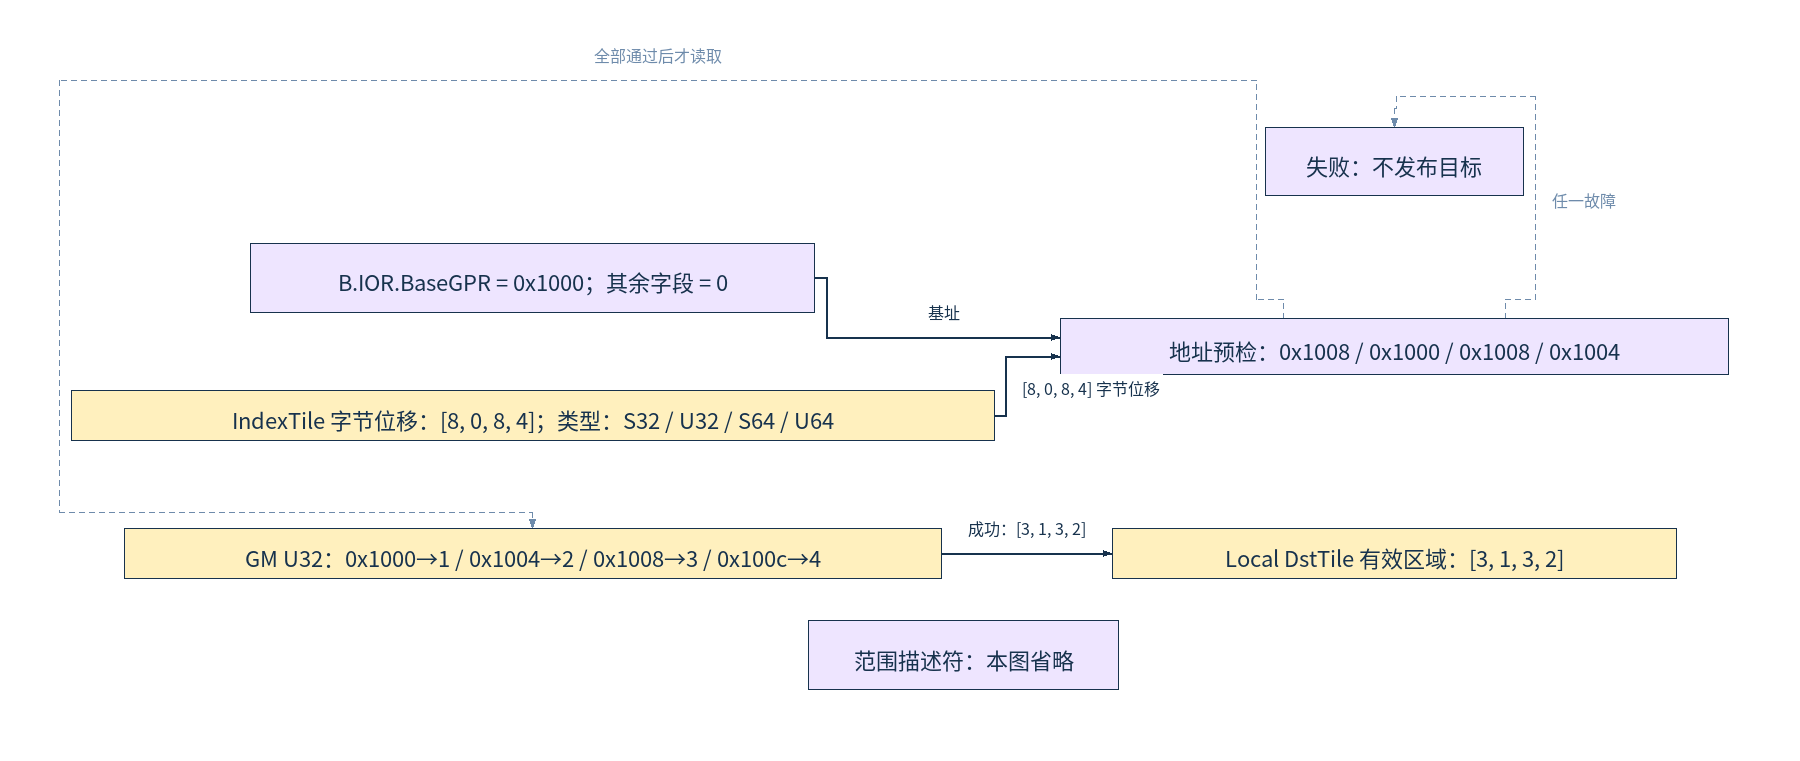 全部通过后才读取
失败：不发布目标
任一故障
B.IOR.BaseGPR = 0x1000；其余字段 = 0
基址
地址预检：0x1008 / 0x1000 / 0x1008 / 0x1004
[8, 0, 8, 4] 字节位移
IndexTile 字节位移：[8, 0, 8, 4]；类型：S32 / U32 / S64 / U64
成功：[3, 1, 3, 2]
GM U32：0x1000→1 / 0x1004→2 / 0x1008→3 / 0x100c→4
Local DstTile 有效区域：[3, 1, 3, 2]
范围描述符：本图省略